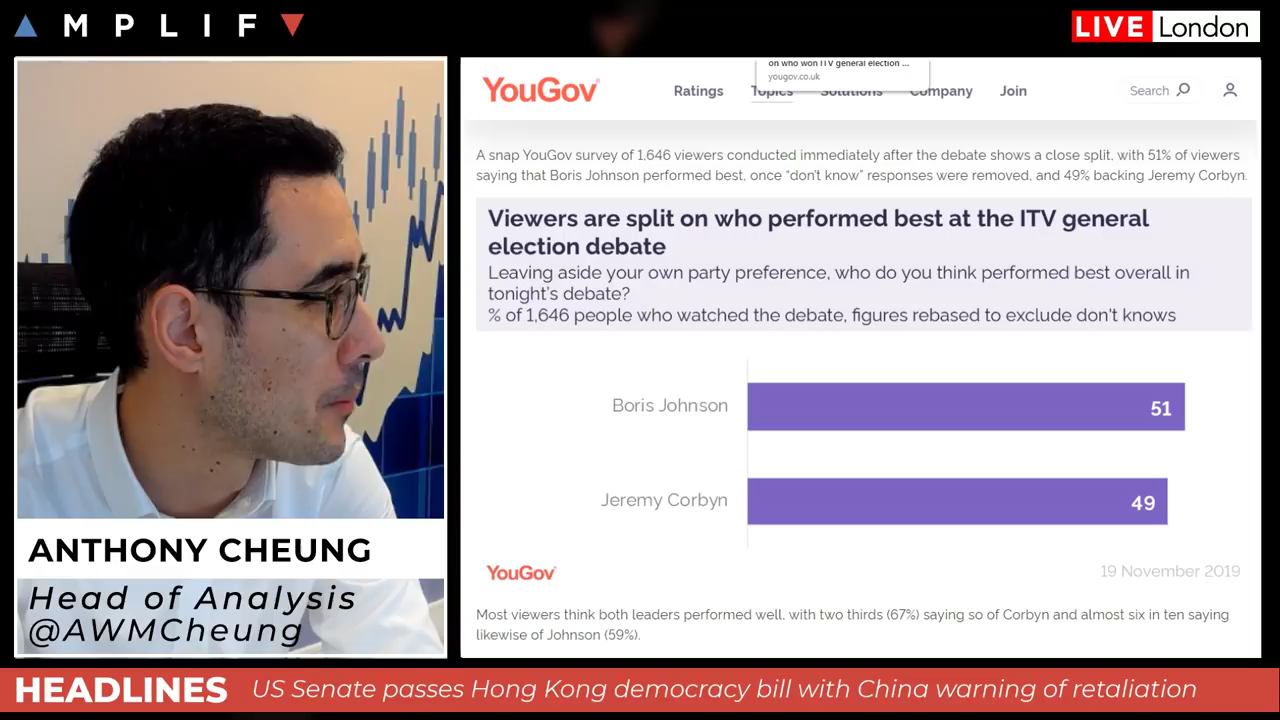 ▲ M P L I F ▼
LIVE London
on who won ITV general election ...
yougov.co.uk
YouGov
Ratings Topics Solutions Company Join
Search
A snap YouGov survey of 1,646 viewers conducted immediately after the debate shows a close split, with 51% of viewers
saying that Boris Johnson performed best, once “don't know” responses were removed, and 49% backing Jeremy Corbyn.
Viewers are split on who performed best at the ITV general
election debate
Leaving aside your own party preference, who do you think performed best overall in
tonight's debate?
% of 1,646 people who watched the debate, figures rebased to exclude don't knows
Boris Johnson 51
Jeremy Corbyn 49
YouGov 19 November 2019
Most viewers think both leaders performed well, with two thirds (67%) saying so of Corbyn and almost six in ten saying
likewise of Johnson (59%).
ANTHONY CHEUNG
Head of Analysis
@AWMCheung
HEADLINES US Senate passes Hong Kong democracy bill with China warning of retaliation